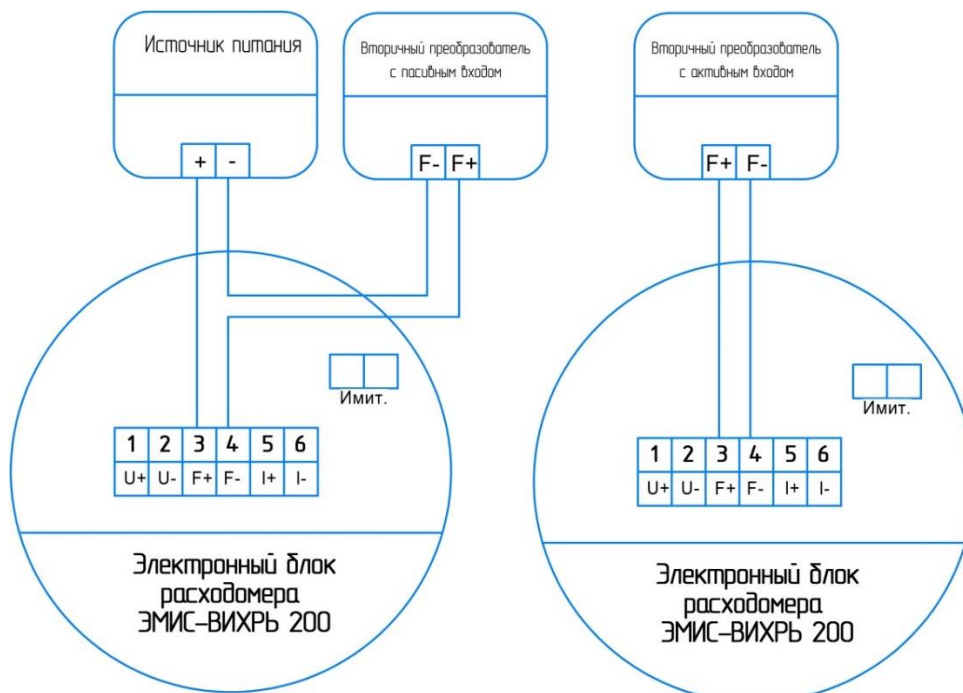 Источник питания
+ -
Вторичный преобразователь
с пасивным входом
F- F+
Вторичный преобразователь
с активным входом
F+ F-
Имит.
1 2 3 4 5 6
U+ U- F+ F- I+ I-
Электронный блок
расходомера
ЭМИС-ВИХРЬ 200
Имит.
1 2 3 4 5 6
U+ U- F+ F- I+ I-
Электронный блок
расходомера
ЭМИС-ВИХРЬ 200